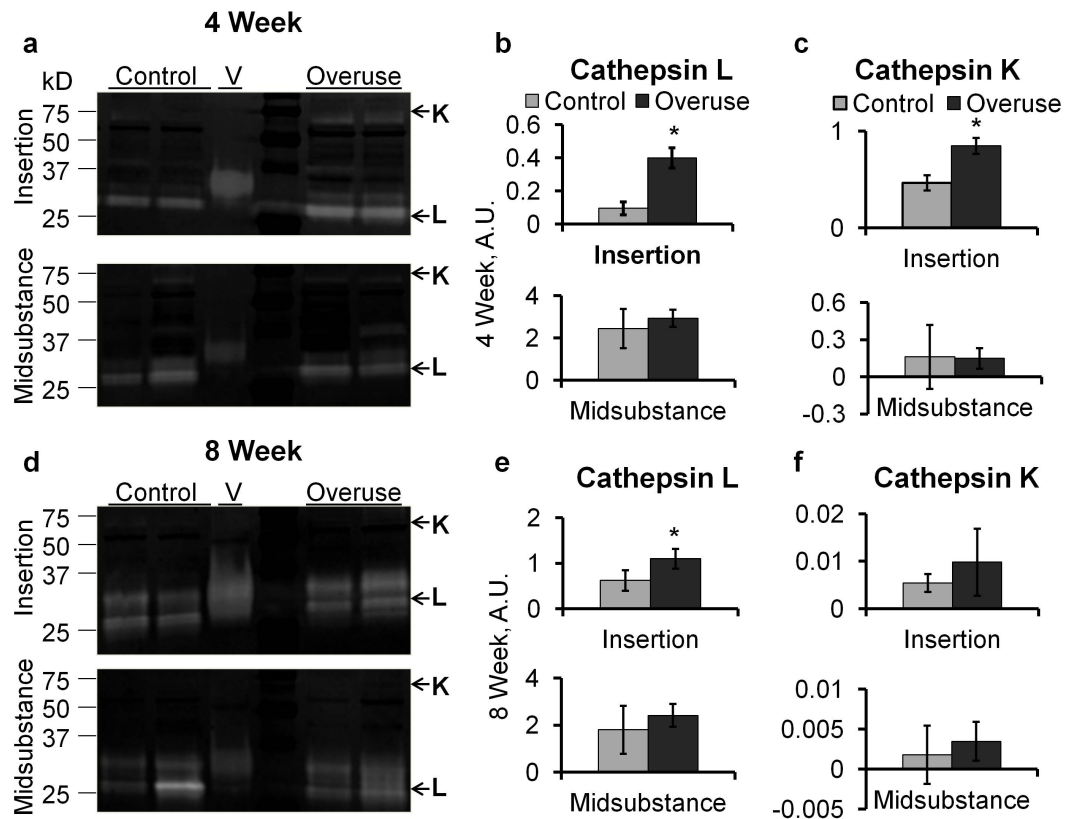 4 Week
a
kD
Control V Overuse
Insertion
75
50
37
25
←K
←L
Midsubstance
75
50
37
25
←K
←L
b
Cathepsin L
Control Overuse
4 Week, A.U.
0.6
0.4
0.2
0
*
Insertion
4
2
0
Midsubstance
c
Cathepsin K
Control Overuse
1
0
*
Insertion
0.6
0.3
0
-0.3
Midsubstance
8 Week
d
Control V Overuse
Insertion
75
50
37
25
←K
←L
Midsubstance
75
50
37
25
←K
←L
e
Cathepsin L
8 Week, A.U.
2
1
0
*
Insertion
4
2
0
Midsubstance
f
Cathepsin K
0.02
0.01
0
Insertion
0.01
0.005
0
-0.005
Midsubstance